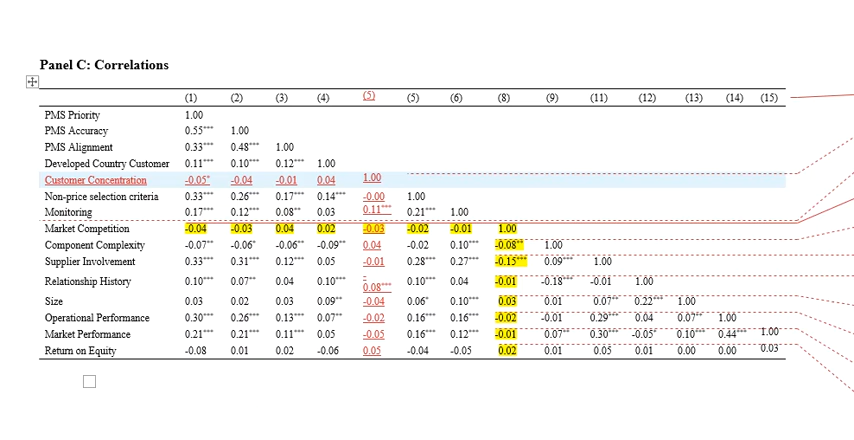 Panel C: Correlations
(1) (2) (3) (4) (5) (5) (6) (8) (9) (11) (12) (13) (14) (15)
PMS Priority 1.00
PMS Accuracy 0.55*** 1.00
PMS Alignment 0.33*** 0.48*** 1.00
Developed Country Customer 0.11*** 0.10*** 0.12*** 1.00
Customer Concentration -0.05* -0.04 -0.01 0.04 1.00
Non-price selection criteria 0.33*** 0.26*** 0.17*** 0.14*** -0.00 1.00
Monitoring 0.17*** 0.12*** 0.08** 0.03 0.11*** 0.21*** 1.00
Market Competition -0.04 -0.03 0.04 0.02 -0.03 -0.02 -0.01 1.00
Component Complexity -0.07** -0.06* -0.06** -0.09** 0.04 -0.02 0.10*** -0.08** 1.00
Supplier Involvement 0.33*** 0.31*** 0.12*** 0.05 -0.01 0.28*** 0.27*** -0.15*** 0.09*** 1.00
Relationship History 0.10*** 0.07** 0.04 0.10*** -0.08*** 0.10*** 0.04 -0.01 -0.18*** -0.01 1.00
Size 0.03 0.02 0.03 0.09** -0.04 0.06* 0.10*** 0.03 0.01 0.07** 0.22*** 1.00
Operational Performance 0.30*** 0.26*** 0.13*** 0.07** -0.02 0.16*** 0.16*** -0.02 -0.01 0.29*** 0.04 0.07** 1.00
Market Performance 0.21*** 0.21*** 0.11*** 0.05 -0.05 0.16*** 0.12*** -0.01 0.07** 0.30*** -0.05* 0.10*** 0.44*** 1.00
Return on Equity -0.08 0.01 0.02 -0.06 0.05 -0.04 -0.05 0.02 0.01 0.05 0.01 0.00 0.00 0.03